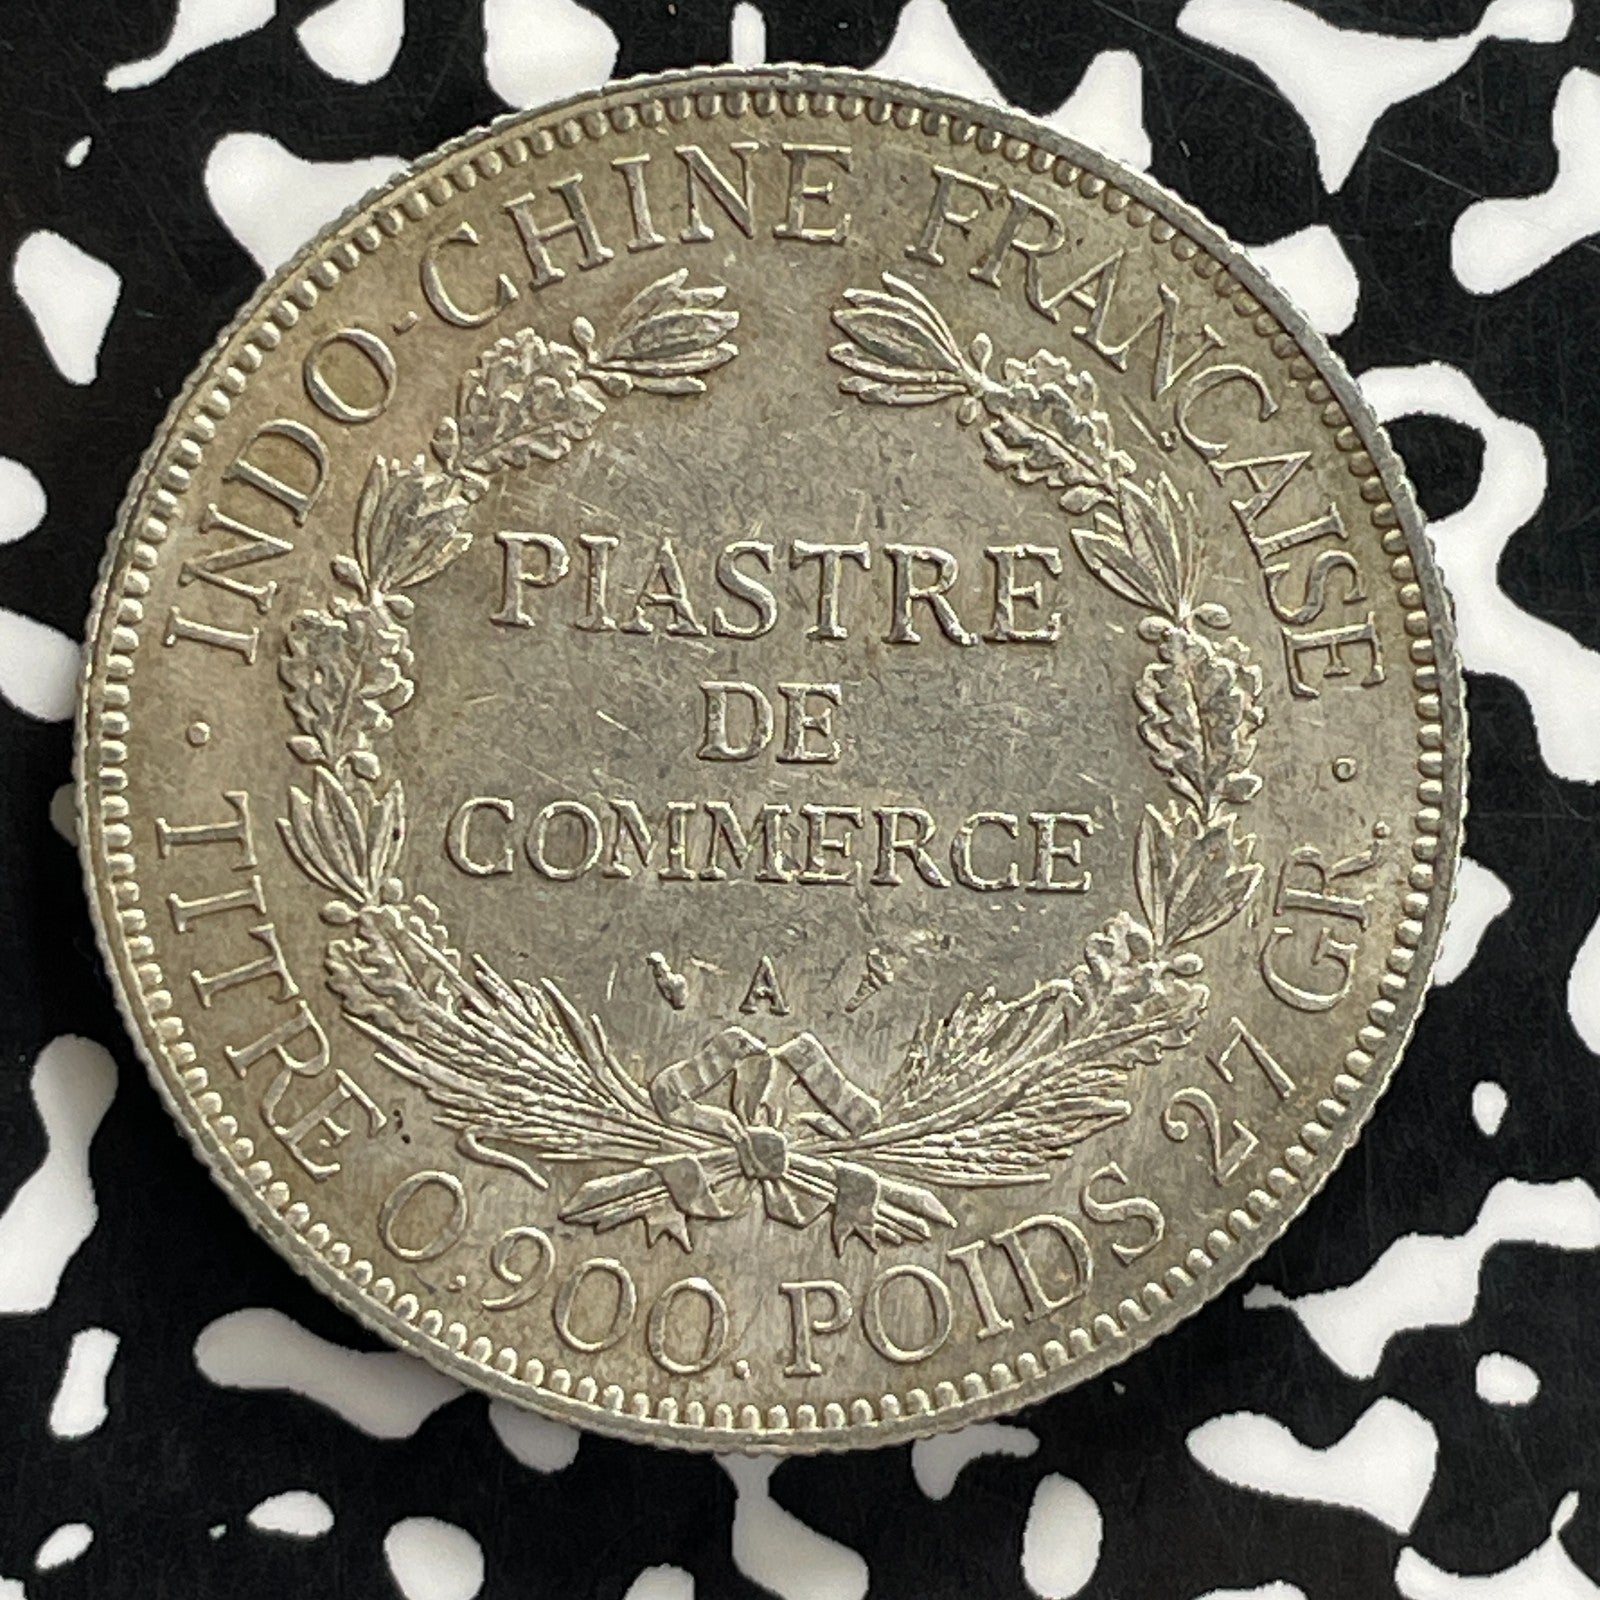 INDO-CHINE FRANÇAISE
PIASTRE
DE
COMMERCE
A
· TITRE 0,900. POIDS 27 GR. ·